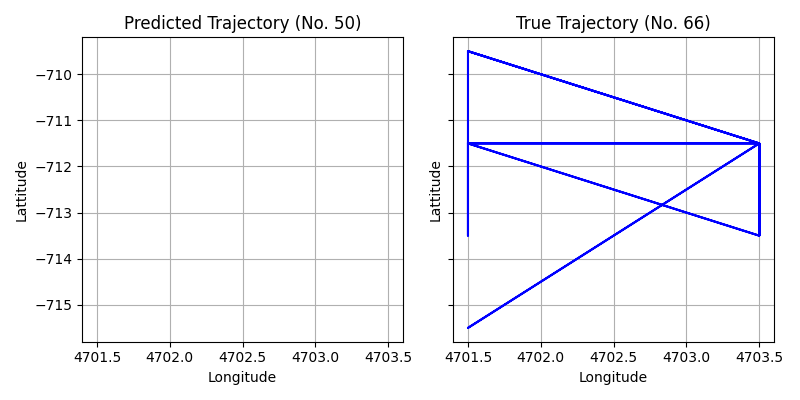 Predicted Trajectory (No. 50)
−710
−711
−712
−713
−714
−715
Lattitude
4701.5 4702.0 4702.5 4703.0 4703.5
Longitude
True Trajectory (No. 66)
Lattitude
4701.5 4702.0 4702.5 4703.0 4703.5
Longitude